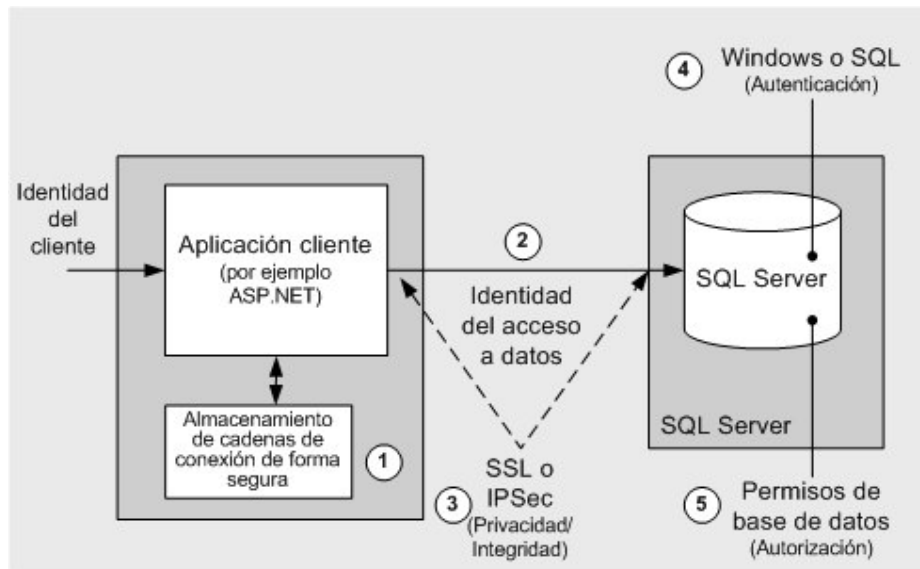 Identidad
del
cliente
Aplicación cliente
(por ejemplo
ASP.NET)
Almacenamiento
de cadenas de
conexión de forma
segura
1
2
Identidad
del acceso
a datos
3
SSL o
IPSec
(Privacidad/
Integridad)
4
Windows o SQL
(Autenticación)
SQL Server
SQL Server
5
Permisos de
base de datos
(Autorización)